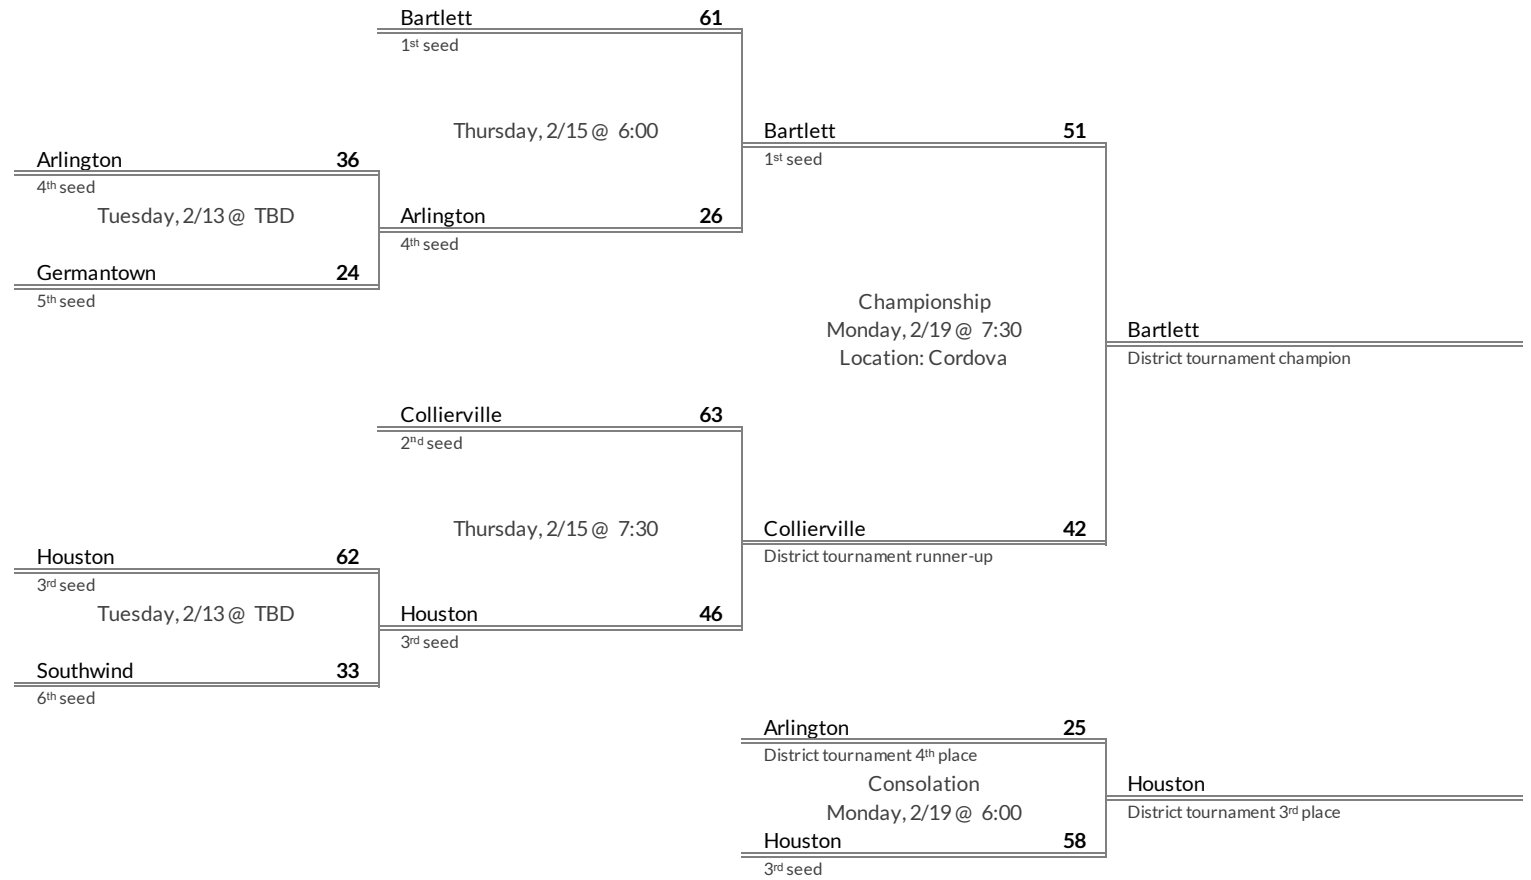 Bartlett 61
1st seed
Thursday, 2/15 @ 6:00
Bartlett 51
1st seed
Arlington 36
4th seed
Tuesday, 2/13 @ TBD
Arlington 26
4th seed
Germantown 24
5th seed
Championship
Monday, 2/19 @ 7:30
Location: Cordova
Bartlett
District tournament champion
Collierville 63
2nd seed
Thursday, 2/15 @ 7:30
Collierville 42
District tournament runner-up
Houston 62
3rd seed
Tuesday, 2/13 @ TBD
Houston 46
3rd seed
Southwind 33
6th seed
Arlington 25
District tournament 4th place
Consolation
Monday, 2/19 @ 6:00
Houston
District tournament 3rd place
Houston 58
3rd seed